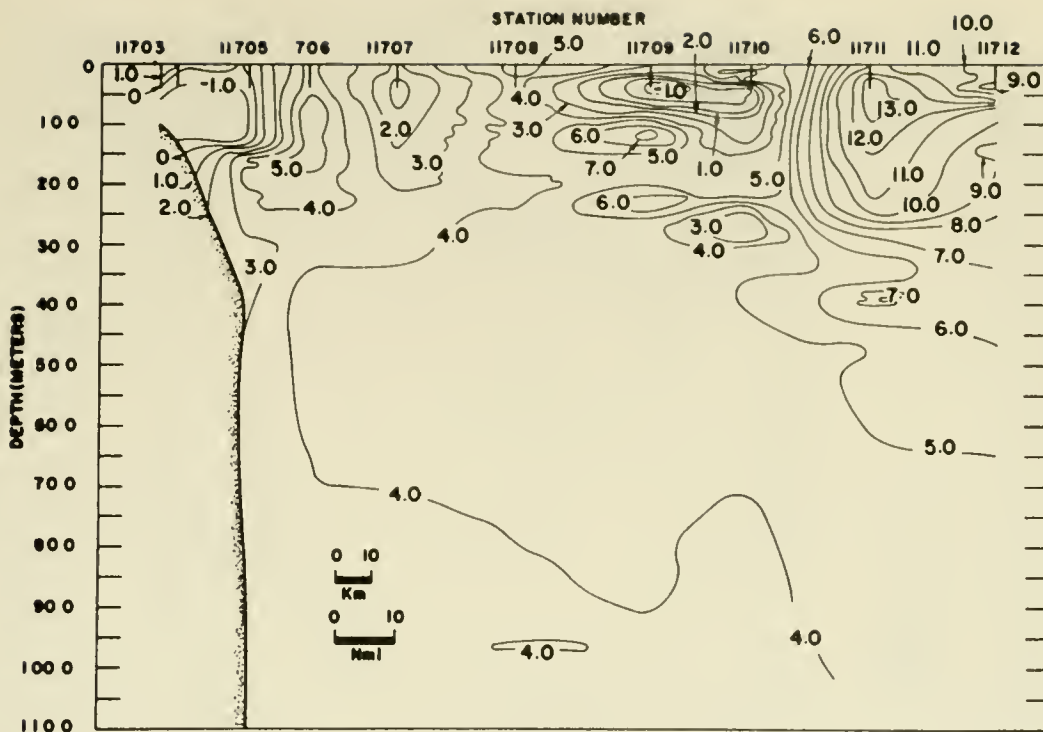 STATION NUMBER
11703 11705 706 11707 11708 5.0 11709 2.0 11710 6.0 11711 11.0 10.0 11712
0
1.0 -1.0 4.0 -1.0 13.0 9.0
0
100 2.0 3.0 6.0 12.0
0 5.0 3.0 7.0 5.0 1.0 11.0
200 1.0 4.0 5.0 10.0 9.0
2.0 6.0 8.0
300 3.0 4.0 3.0 4.0 7.0
400 7.0
6.0
500
600
5.0
700 4.0
800 0 10
Km
900 0 10
4.0
Nmi 4.0
1000
1100
DEPTH (METERS)